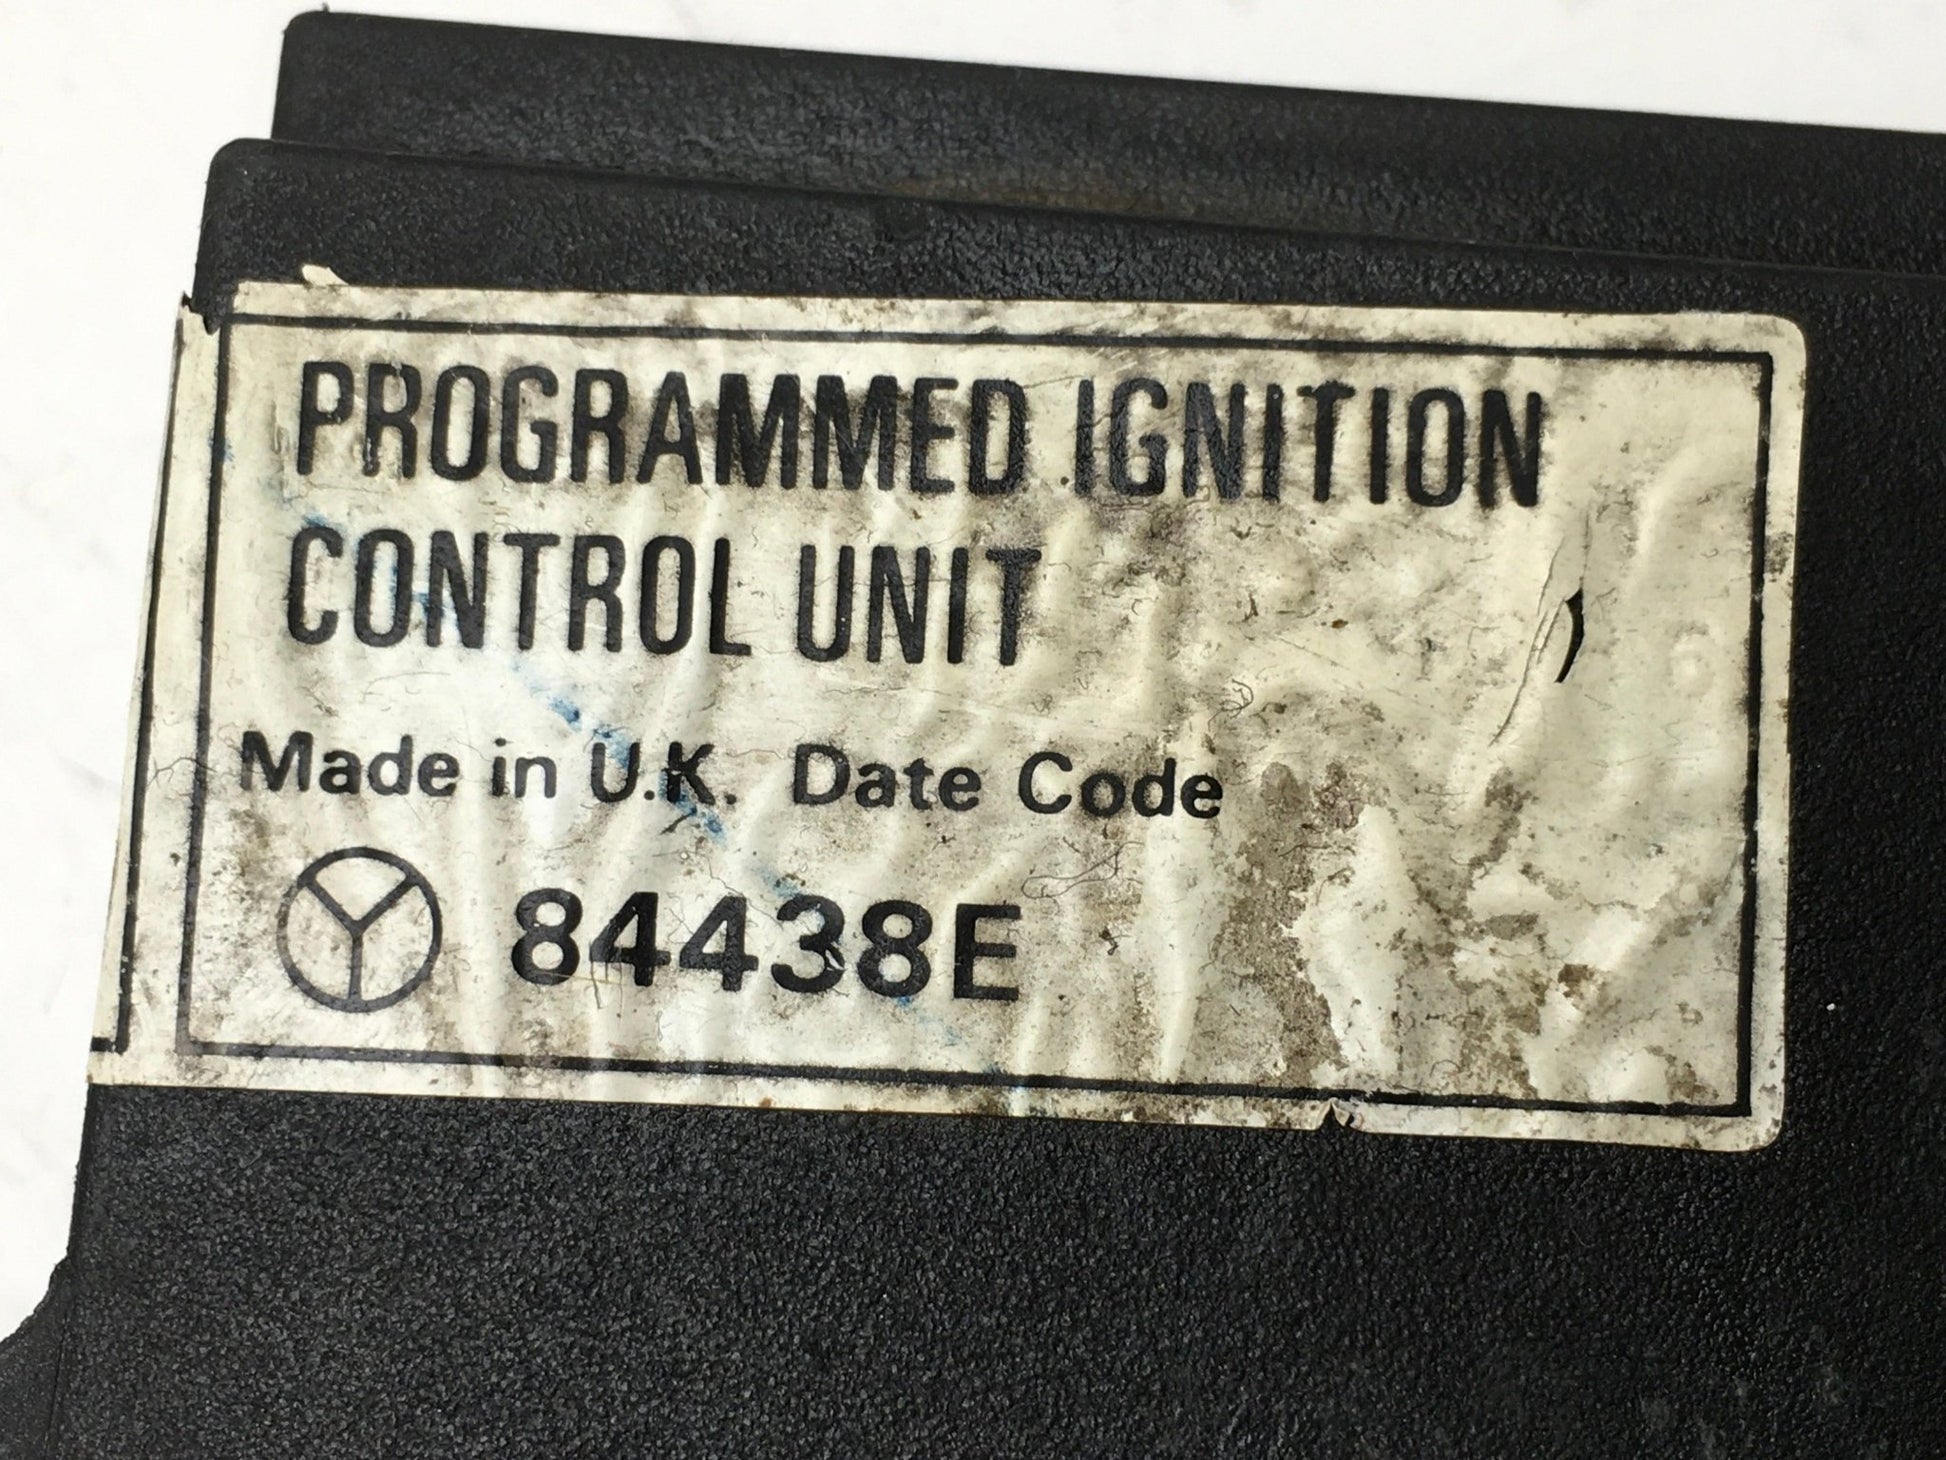 PROGRAMMED IGNITION
CONTROL UNIT
Made in U.K. Date Code
84438E